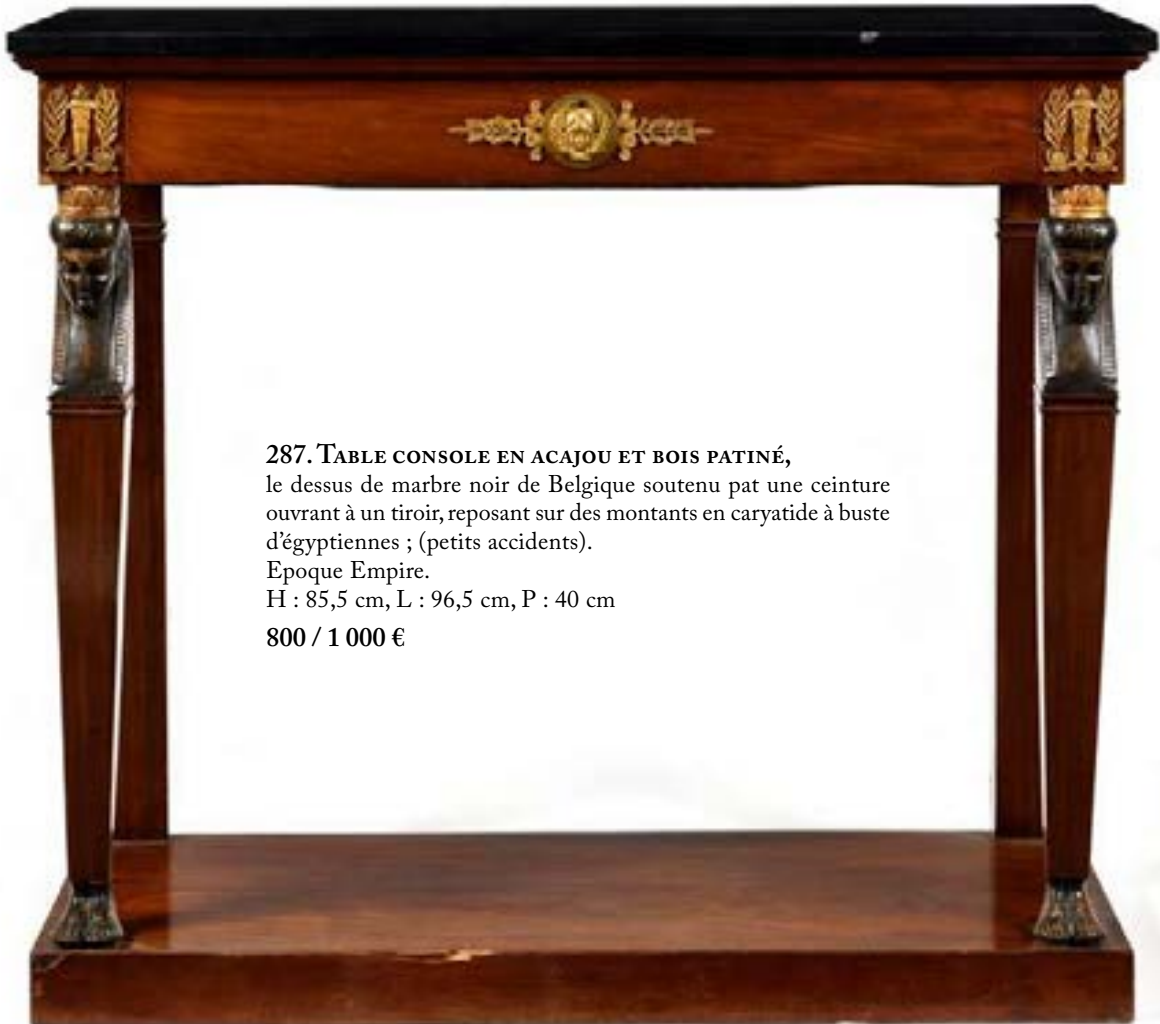 287. Table console en acajou et bois patiné,
le dessus de marbre noir de Belgique soutenu pat une ceinture
ouvrant à un tiroir, reposant sur des montants en caryatide à buste
d'égyptiennes ; (petits accidents).
Epoque Empire.
H : 85,5 cm, L : 96,5 cm, P : 40 cm
800 / 1 000 €